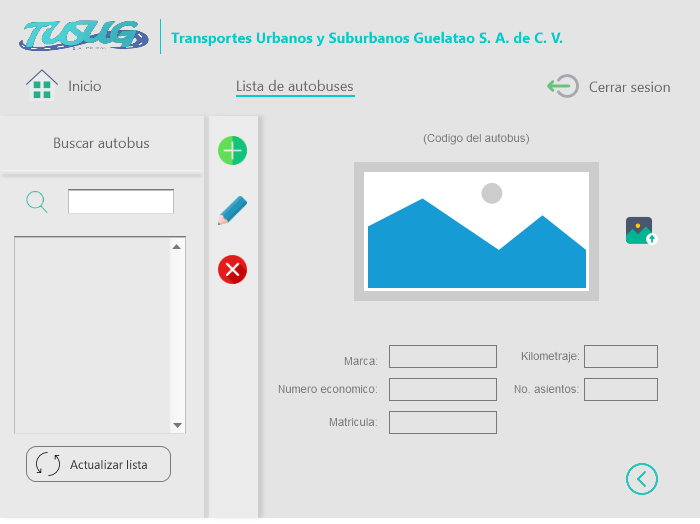 TUSUG
Transportes Urbanos y Suburbanos Guelatao S. A. de C. V.
Inicio
Lista de autobuses
Cerrar sesion
Buscar autobus
(Codigo del autobus)
Marca:
Kilometraje:
Numero economico:
No. asientos:
Matricula:
Actualizar lista